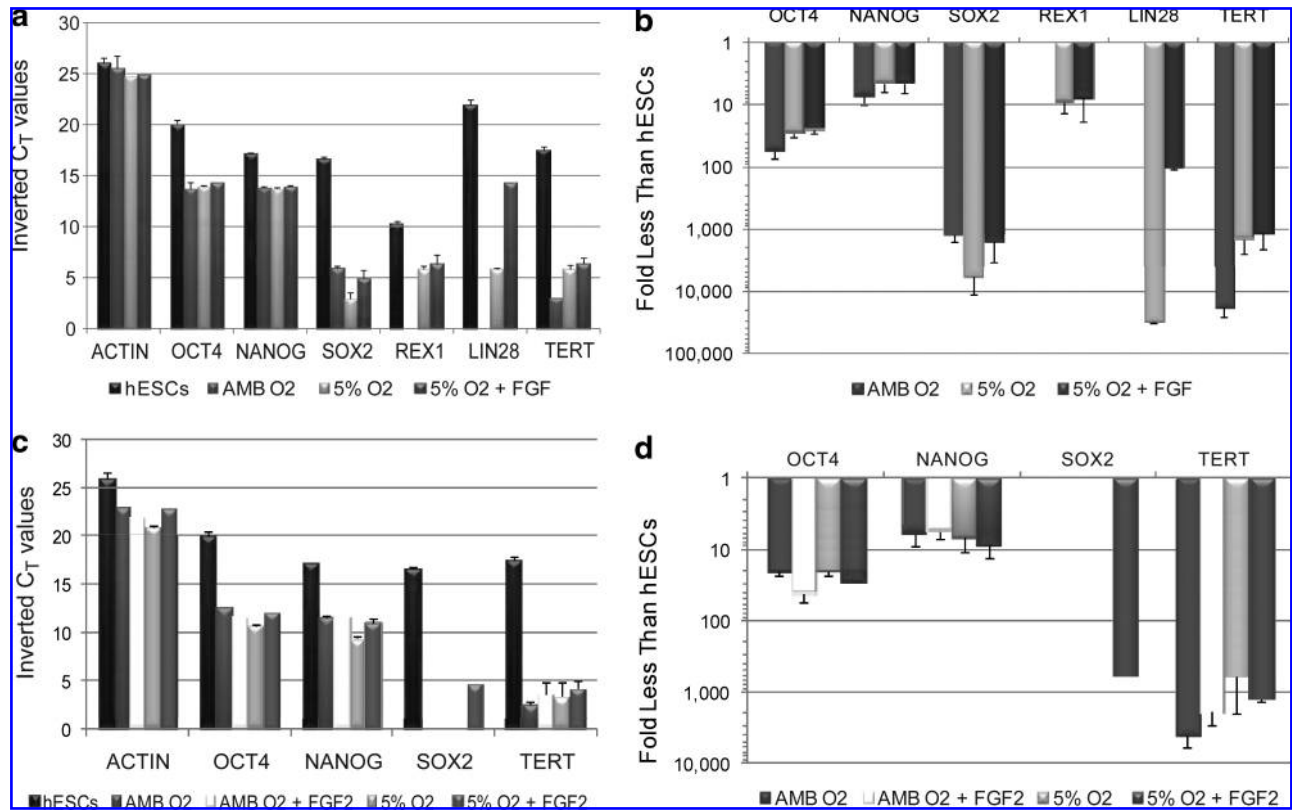 a
30
25
20
15
10
5
0
Inverted C_T values
ACTIN OCT4 NANOG SOX2 REX1 LIN28 TERT
hESCs AMB O2 5% O2 5% O2 + FGF
b
OCT4 NANOG SOX2 REX1 LIN28 TERT
1
10
100
1,000
10,000
100,000
Fold Less Than hESCs
AMB O2 5% O2 5% O2 + FGF
c
30
25
20
15
10
5
0
Inverted C_T values
ACTIN OCT4 NANOG SOX2 TERT
hESCs AMB O2 AMB O2 + FGF2 5% O2 5% O2 + FGF2
d
OCT4 NANOG SOX2 TERT
1
10
100
1,000
10,000
Fold Less Than hESCs
AMB O2 AMB O2 + FGF2 5% O2 5% O2 + FGF2